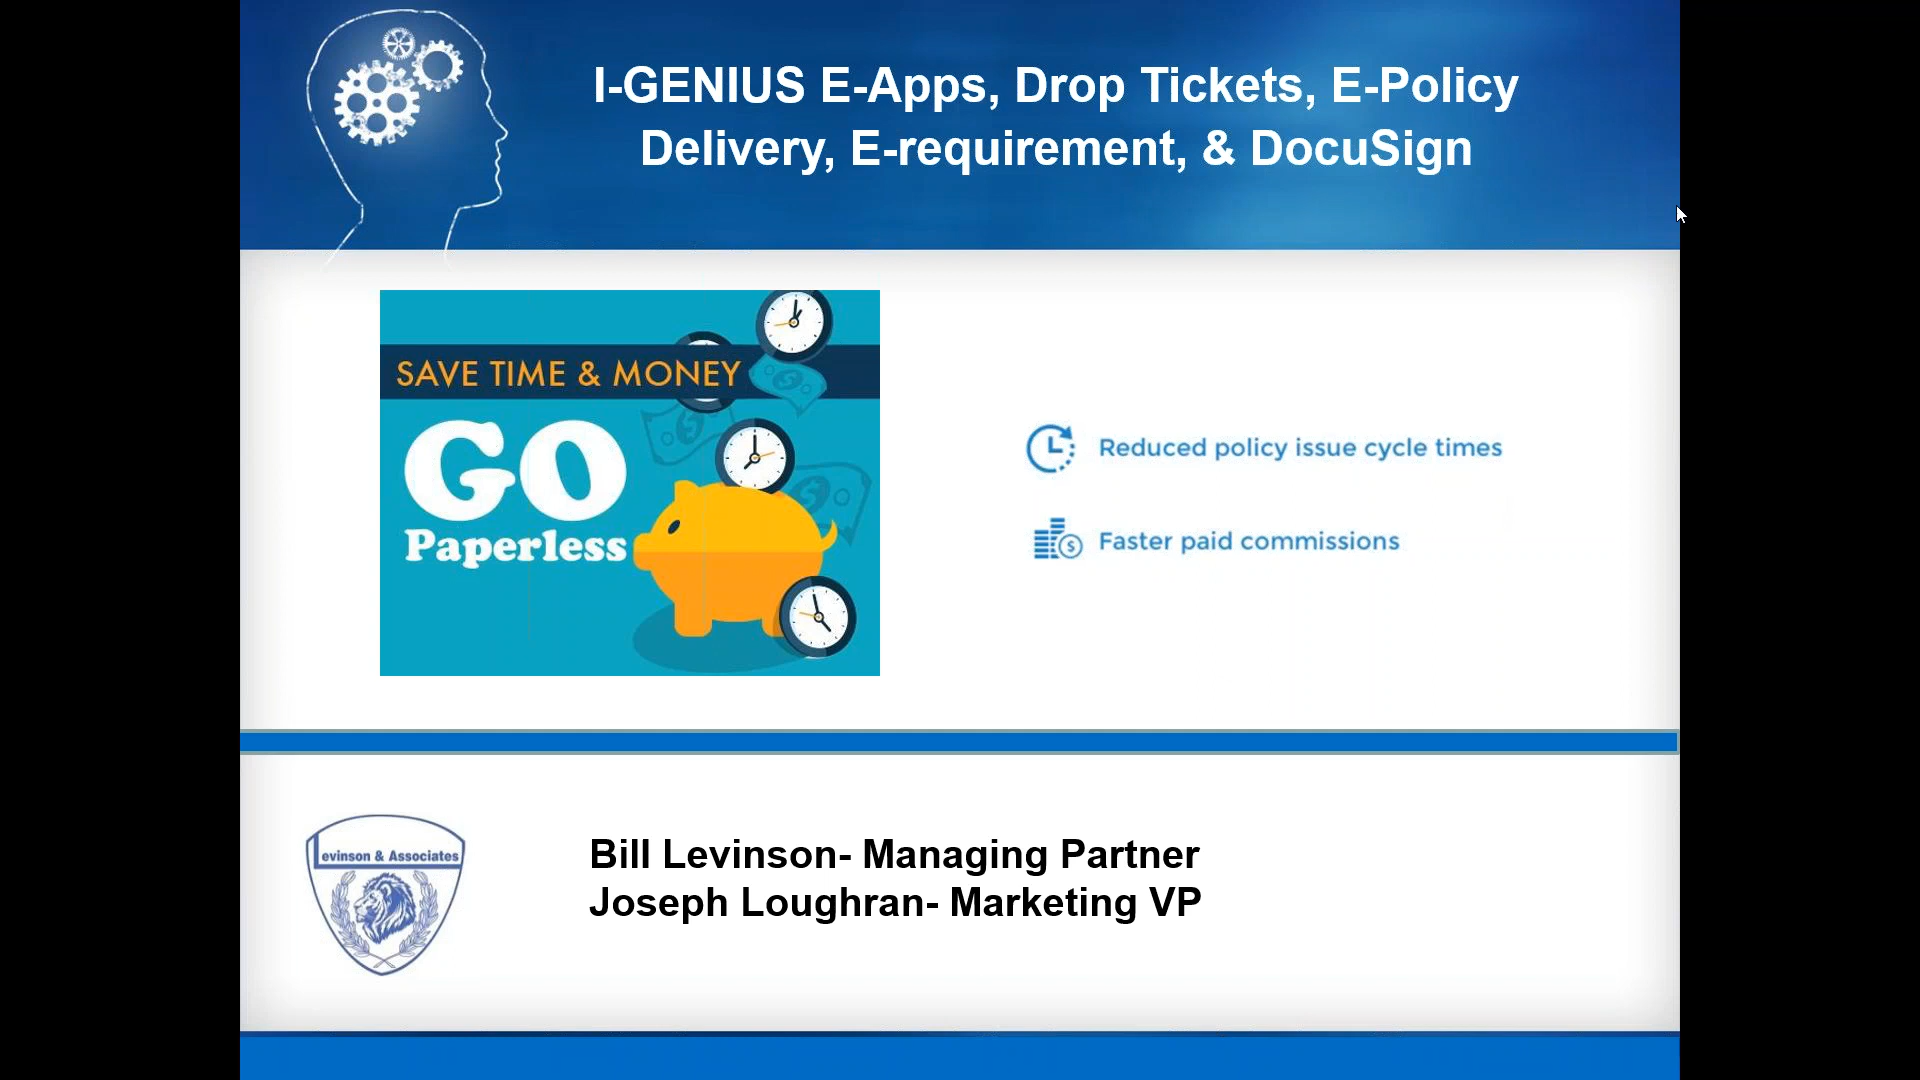 I-GENIUS E-Apps, Drop Tickets, E-Policy
Delivery, E-requirement, & DocuSign
SAVE TIME & MONEY
GO
Paperless
Reduced policy issue cycle times
Faster paid commissions
Levinson & Associates
Bill Levinson- Managing Partner
Joseph Loughran- Marketing VP